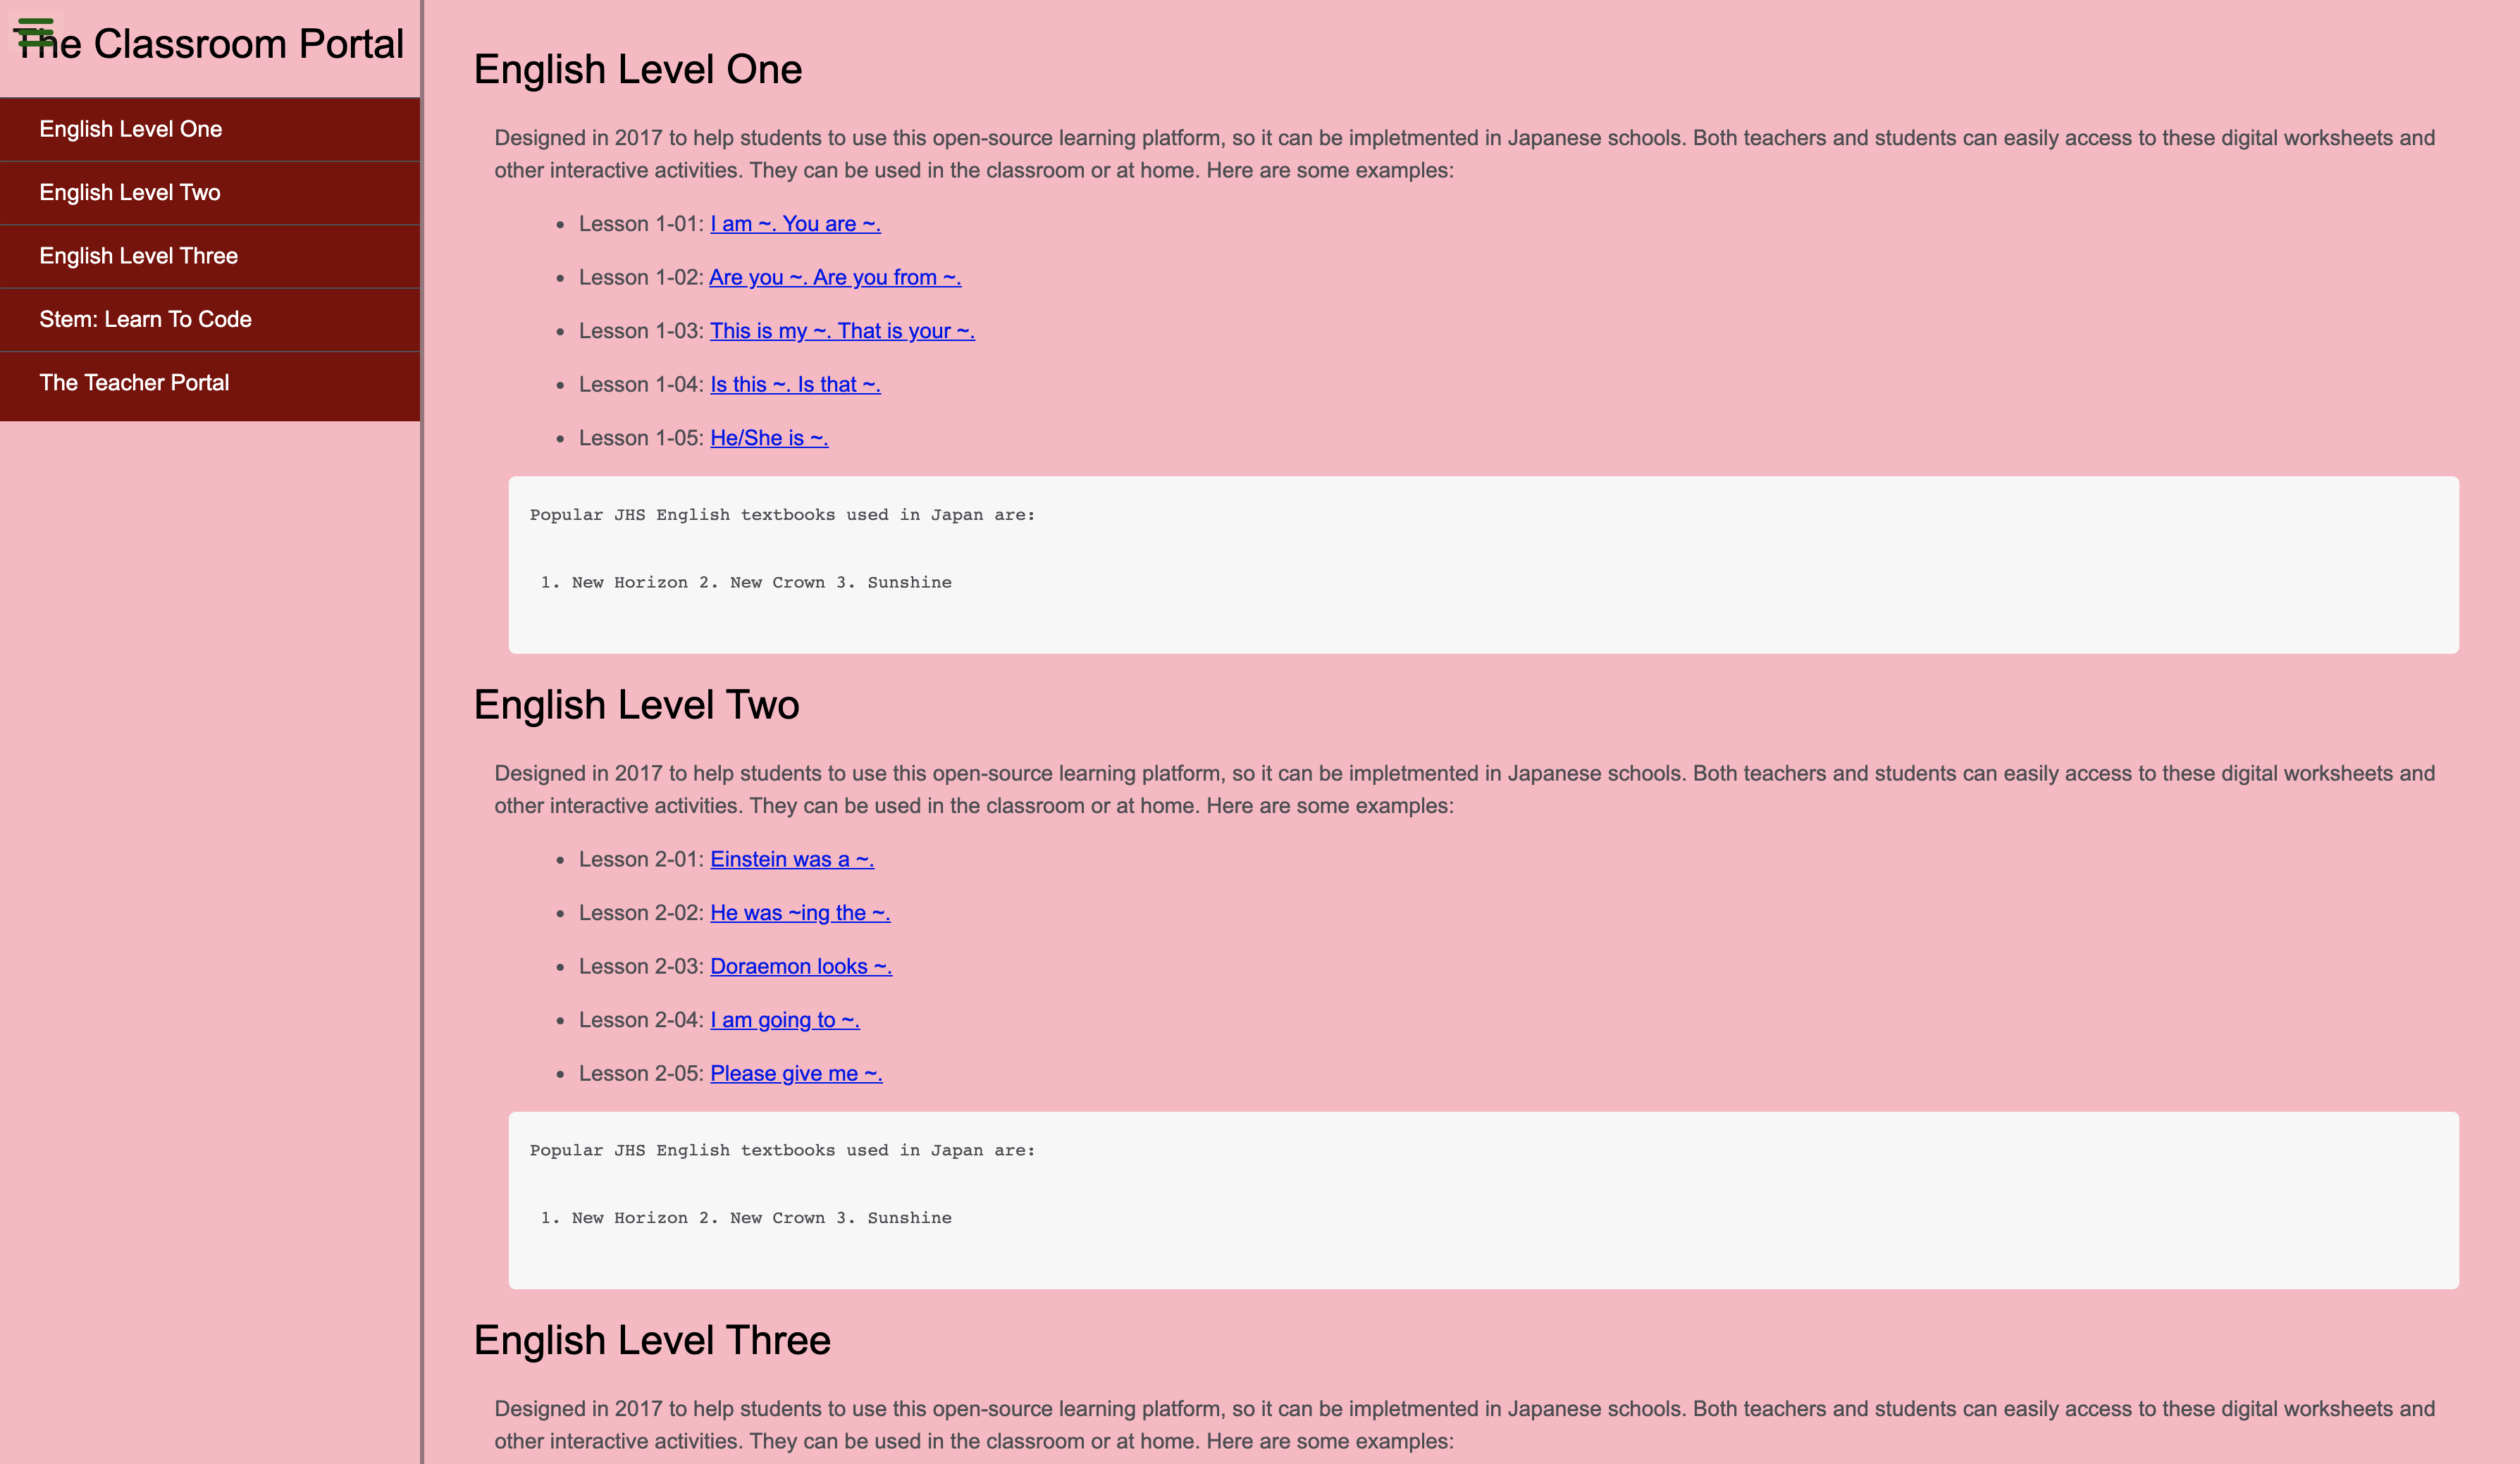 The Classroom Portal
English Level One
English Level Two
English Level Three
Stem: Learn To Code
The Teacher Portal
English Level One
Designed in 2017 to help students to use this open-source learning platform, so it can be impletmented in Japanese schools. Both teachers and students can easily access to these digital worksheets and
other interactive activities. They can be used in the classroom or at home. Here are some examples:
• Lesson 1-01: I am ~. You are ~.
• Lesson 1-02: Are you ~. Are you from ~.
• Lesson 1-03: This is my ~. That is your ~.
• Lesson 1-04: Is this ~. Is that ~.
• Lesson 1-05: He/She is ~.
Popular JHS English textbooks used in Japan are:
1. New Horizon 2. New Crown 3. Sunshine
English Level Two
Designed in 2017 to help students to use this open-source learning platform, so it can be impletmented in Japanese schools. Both teachers and students can easily access to these digital worksheets and
other interactive activities. They can be used in the classroom or at home. Here are some examples:
• Lesson 2-01: Einstein was a ~.
• Lesson 2-02: He was ~ing the ~.
• Lesson 2-03: Doraemon looks ~.
• Lesson 2-04: I am going to ~.
• Lesson 2-05: Please give me ~.
Popular JHS English textbooks used in Japan are:
1. New Horizon 2. New Crown 3. Sunshine
English Level Three
Designed in 2017 to help students to use this open-source learning platform, so it can be impletmented in Japanese schools. Both teachers and students can easily access to these digital worksheets and
other interactive activities. They can be used in the classroom or at home. Here are some examples: